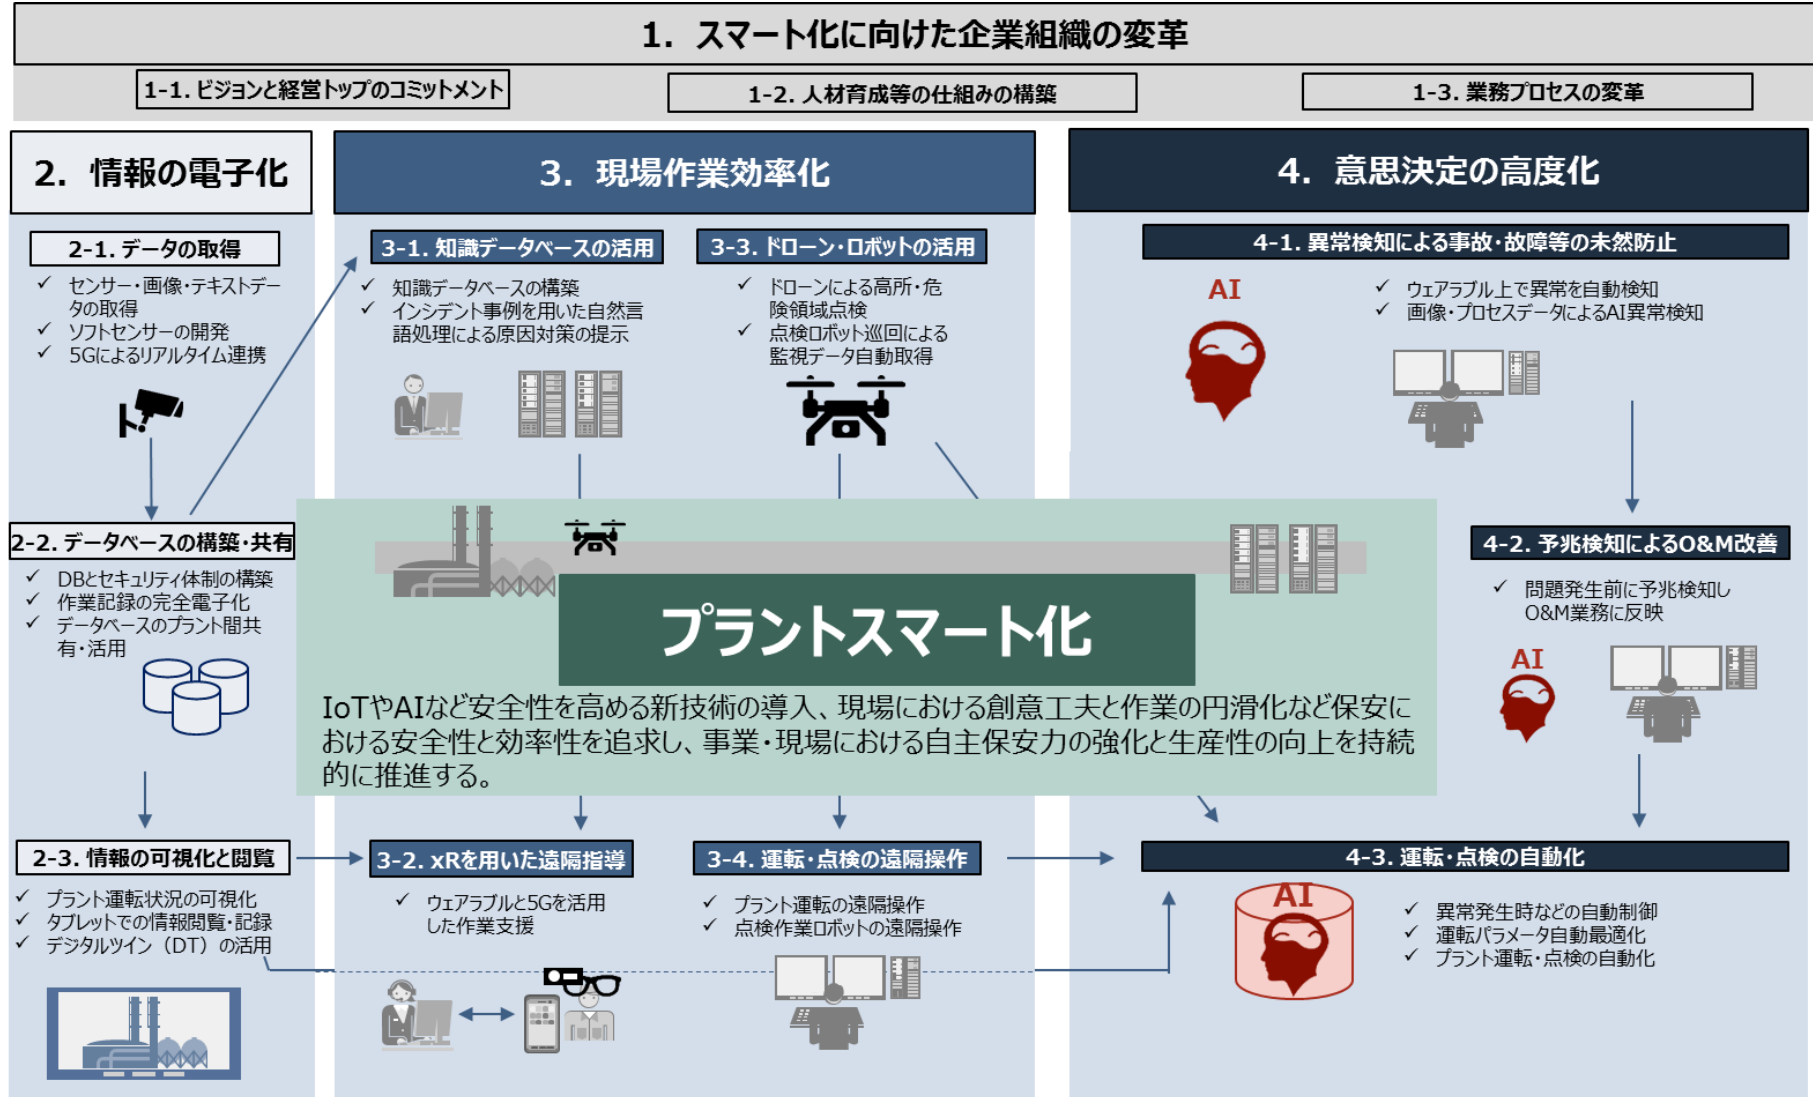 1. スマート化に向けた企業組織の変革
1-1. ビジョンと経営トップのコミットメント
1-2. 人材育成等の仕組みの構築
1-3. 業務プロセスの変革
2. 情報の電子化
2-1. データの取得
✓ センサー・画像・テキストデー
タの取得
✓ ソフトセンサーの開発
✓ 5Gによるリアルタイム連携
2-2. データベースの構築・共有
✓ DBとセキュリティ体制の構築
✓ 作業記録の完全電子化
✓ データベースのプラント間共
有・活用
2-3. 情報の可視化と閲覧
✓ プラント運転状況の可視化
✓ タブレットでの情報閲覧・記録
✓ デジタルツイン（DT）の活用
3. 現場作業効率化
3-1. 知識データベースの活用
✓ 知識データベースの構築
✓ インシデント事例を用いた自然言
語処理による原因対策の提示
3-3. ドローン・ロボットの活用
✓ ドローンによる高所・危
険領域点検
✓ 点検ロボット巡回による
監視データ自動取得
プラントスマート化
IoTやAIなど安全性を高める新技術の導入、現場における創意工夫と作業の円滑化など保安に
おける安全性と効率性を追求し、事業・現場における自主保安力の強化と生産性の向上を持続
的に推進する。
3-2. xRを用いた遠隔指導
✓ ウェアラブルと5Gを活用
した作業支援
3-4. 運転・点検の遠隔操作
✓ プラント運転の遠隔操作
✓ 点検作業ロボットの遠隔操作
4. 意思決定の高度化
4-1. 異常検知による事故・故障等の未然防止
AI
✓ ウェアラブル上で異常を自動検知
✓ 画像・プロセスデータによるAI異常検知
4-2. 予兆検知によるO&M改善
✓ 問題発生前に予兆検知し
O&M業務に反映
AI
4-3. 運転・点検の自動化
AI
✓ 異常発生時などの自動制御
✓ 運転パラメータ自動最適化
✓ プラント運転・点検の自動化